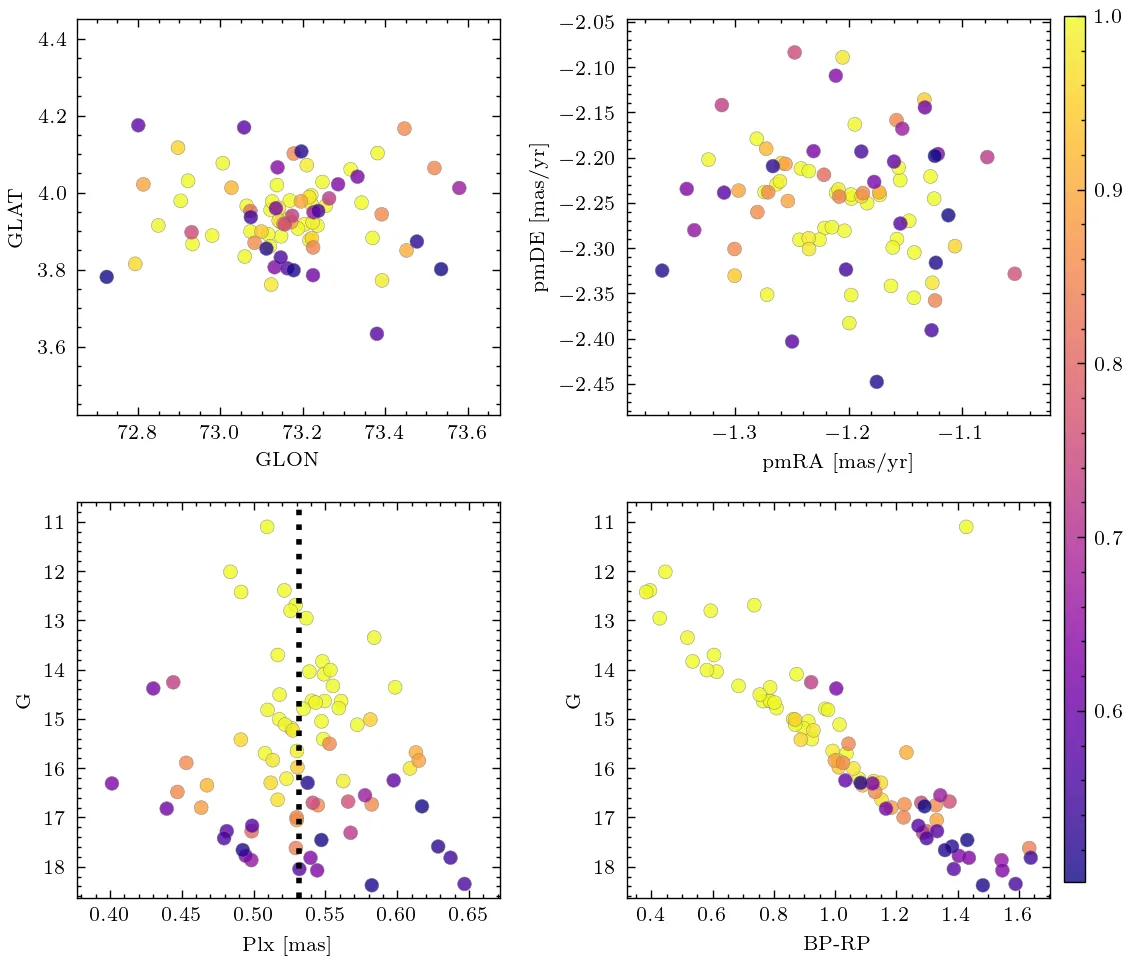 4.4
4.2
4.0
3.8
3.6
GLAT
72.8 73.0 73.2 73.4 73.6
GLON
−2.05
−2.10
−2.15
−2.20
−2.25
−2.30
−2.35
−2.40
−2.45
pmDE [mas/yr]
−1.3 −1.2 −1.1
pmRA [mas/yr]
1.0
0.9
0.8
0.7
0.6
11
12
13
14
15
16
17
18
G
0.40 0.45 0.50 0.55 0.60 0.65
Plx [mas]
11
12
13
14
15
16
17
18
G
0.4 0.6 0.8 1.0 1.2 1.4 1.6
BP-RP